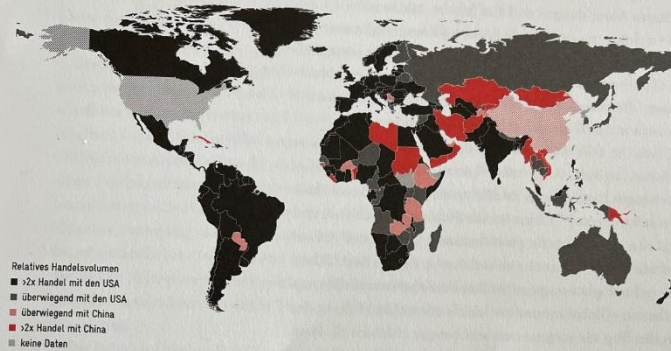 Relatives Handelsvolumen
>2x Handel mit den USA
überwiegend mit den USA
überwiegend mit China
>2x Handel mit China
keine Daten